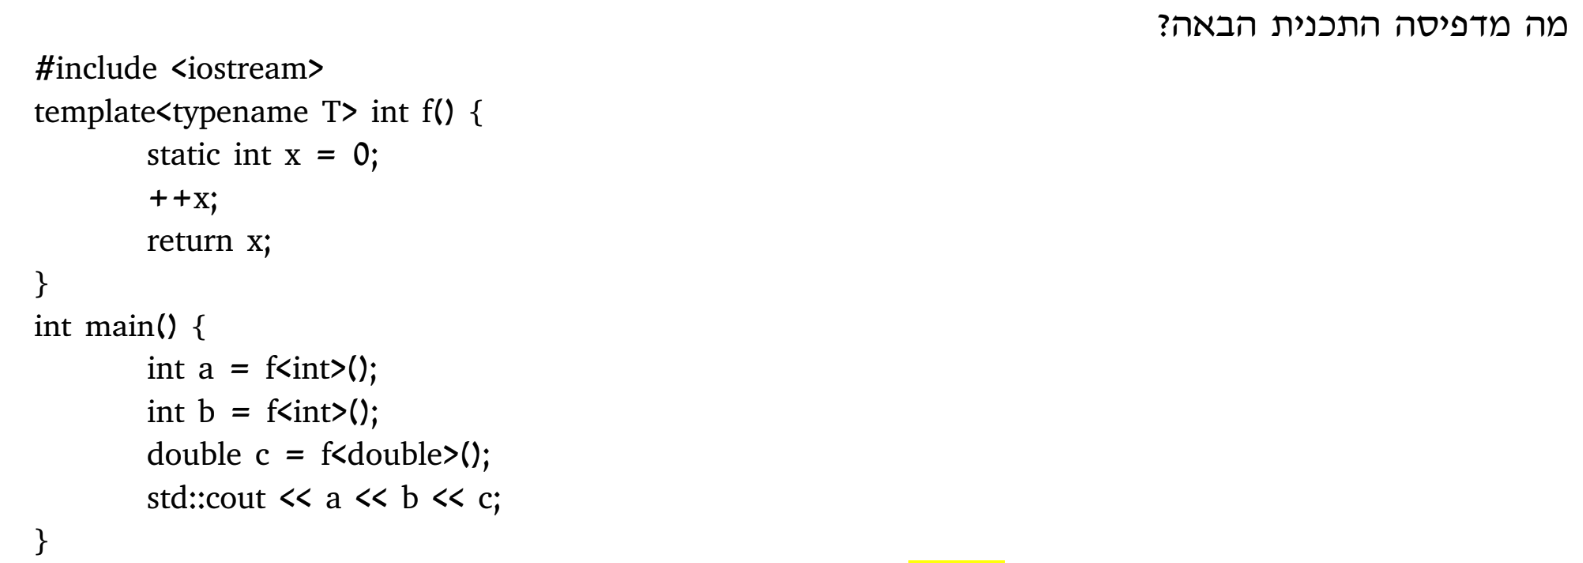 מה מדפיסה התכנית הבאה?
#include <iostream>
template<typename T> int f() {
static int x = 0;
++x;
return x;
}
int main() {
int a = f<int>();
int b = f<int>();
double c = f<double>();
std::cout << a << b << c;
}